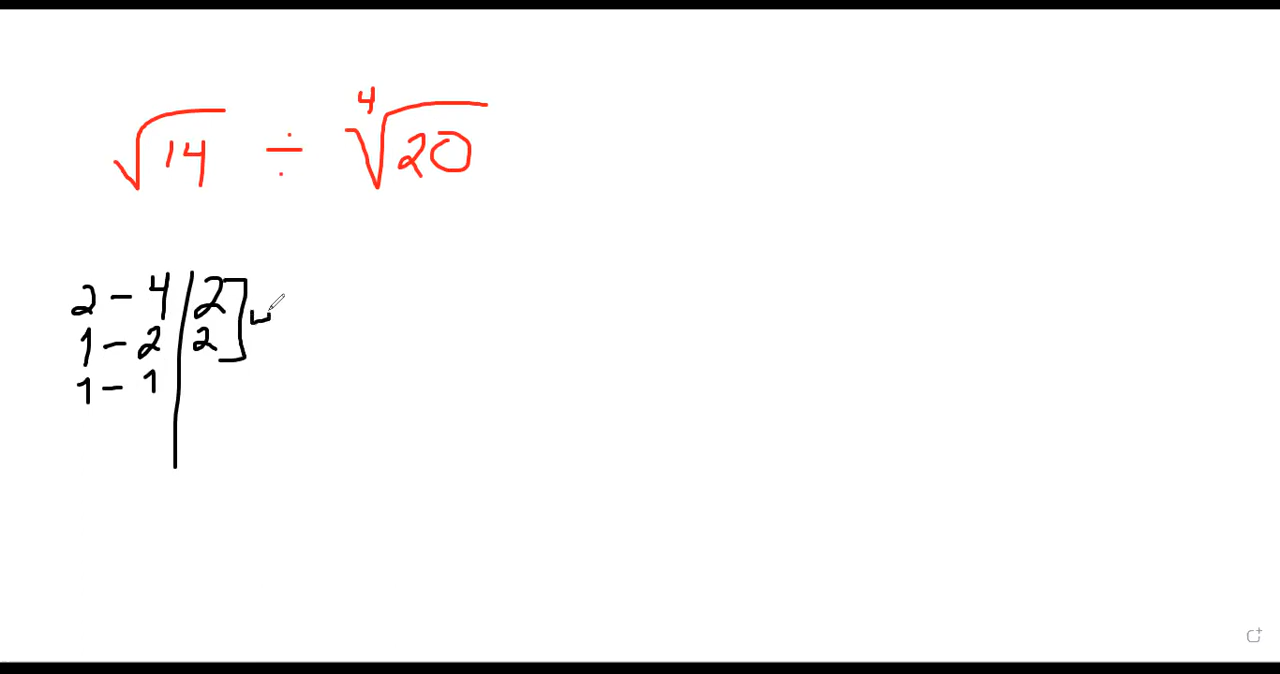 √14 ÷ ⁴√20
2 - 4 | 2
1 - 2 | 2
1 - 1